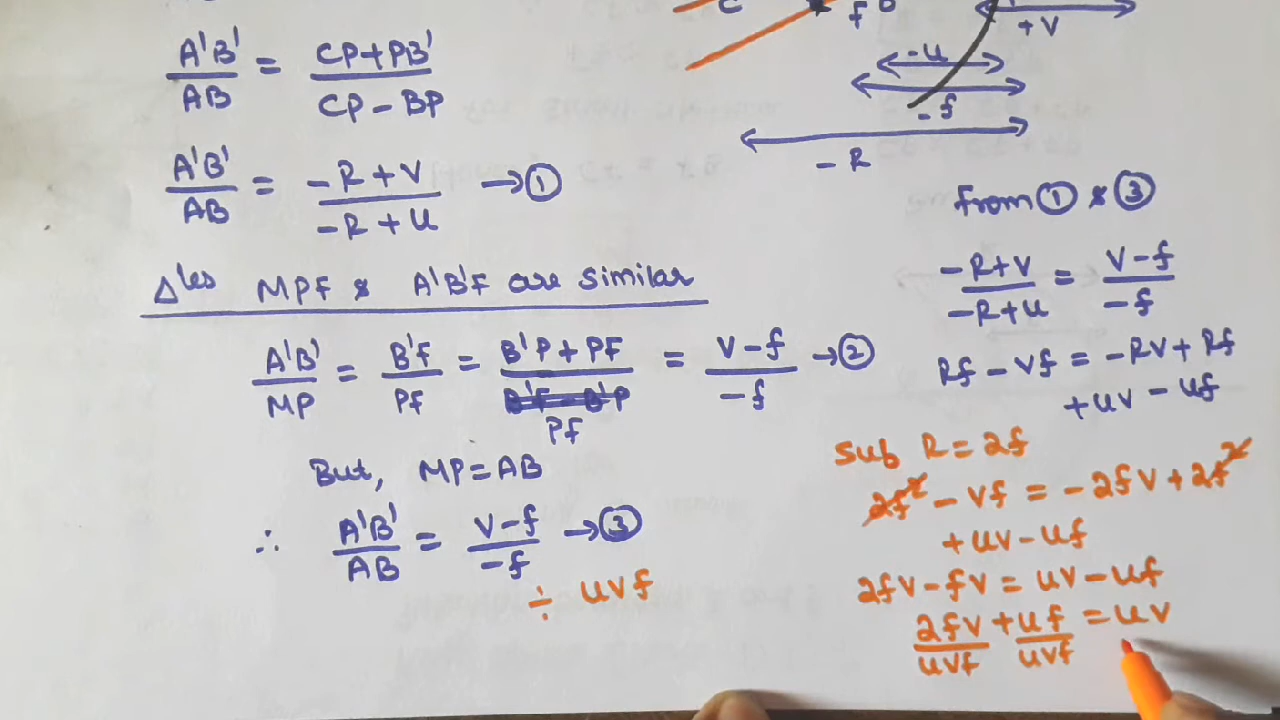 C F B
+V
-u
-f
-R
A'B'/AB = CP+PB'/CP-BP
A'B'/AB = -R+V/-R+u →①
from ① & ③
Δles MPF & A'B'F are similar
-R+V/-R+u = V-f/-f
A'B'/MP = B'F/PF = B'P+PF/PF = V-f/-f →②
Rf - Vf = -RV + Rf
+uv - uf
But, MP=AB
∴ A'B'/AB = V-f/-f →③
÷ uvf
Sub R=2f
2f² - Vf = -2fV + 2f²
+uv - uf
2fv-fv = uv-uf
2fv/uvf + uf/uvf = uv